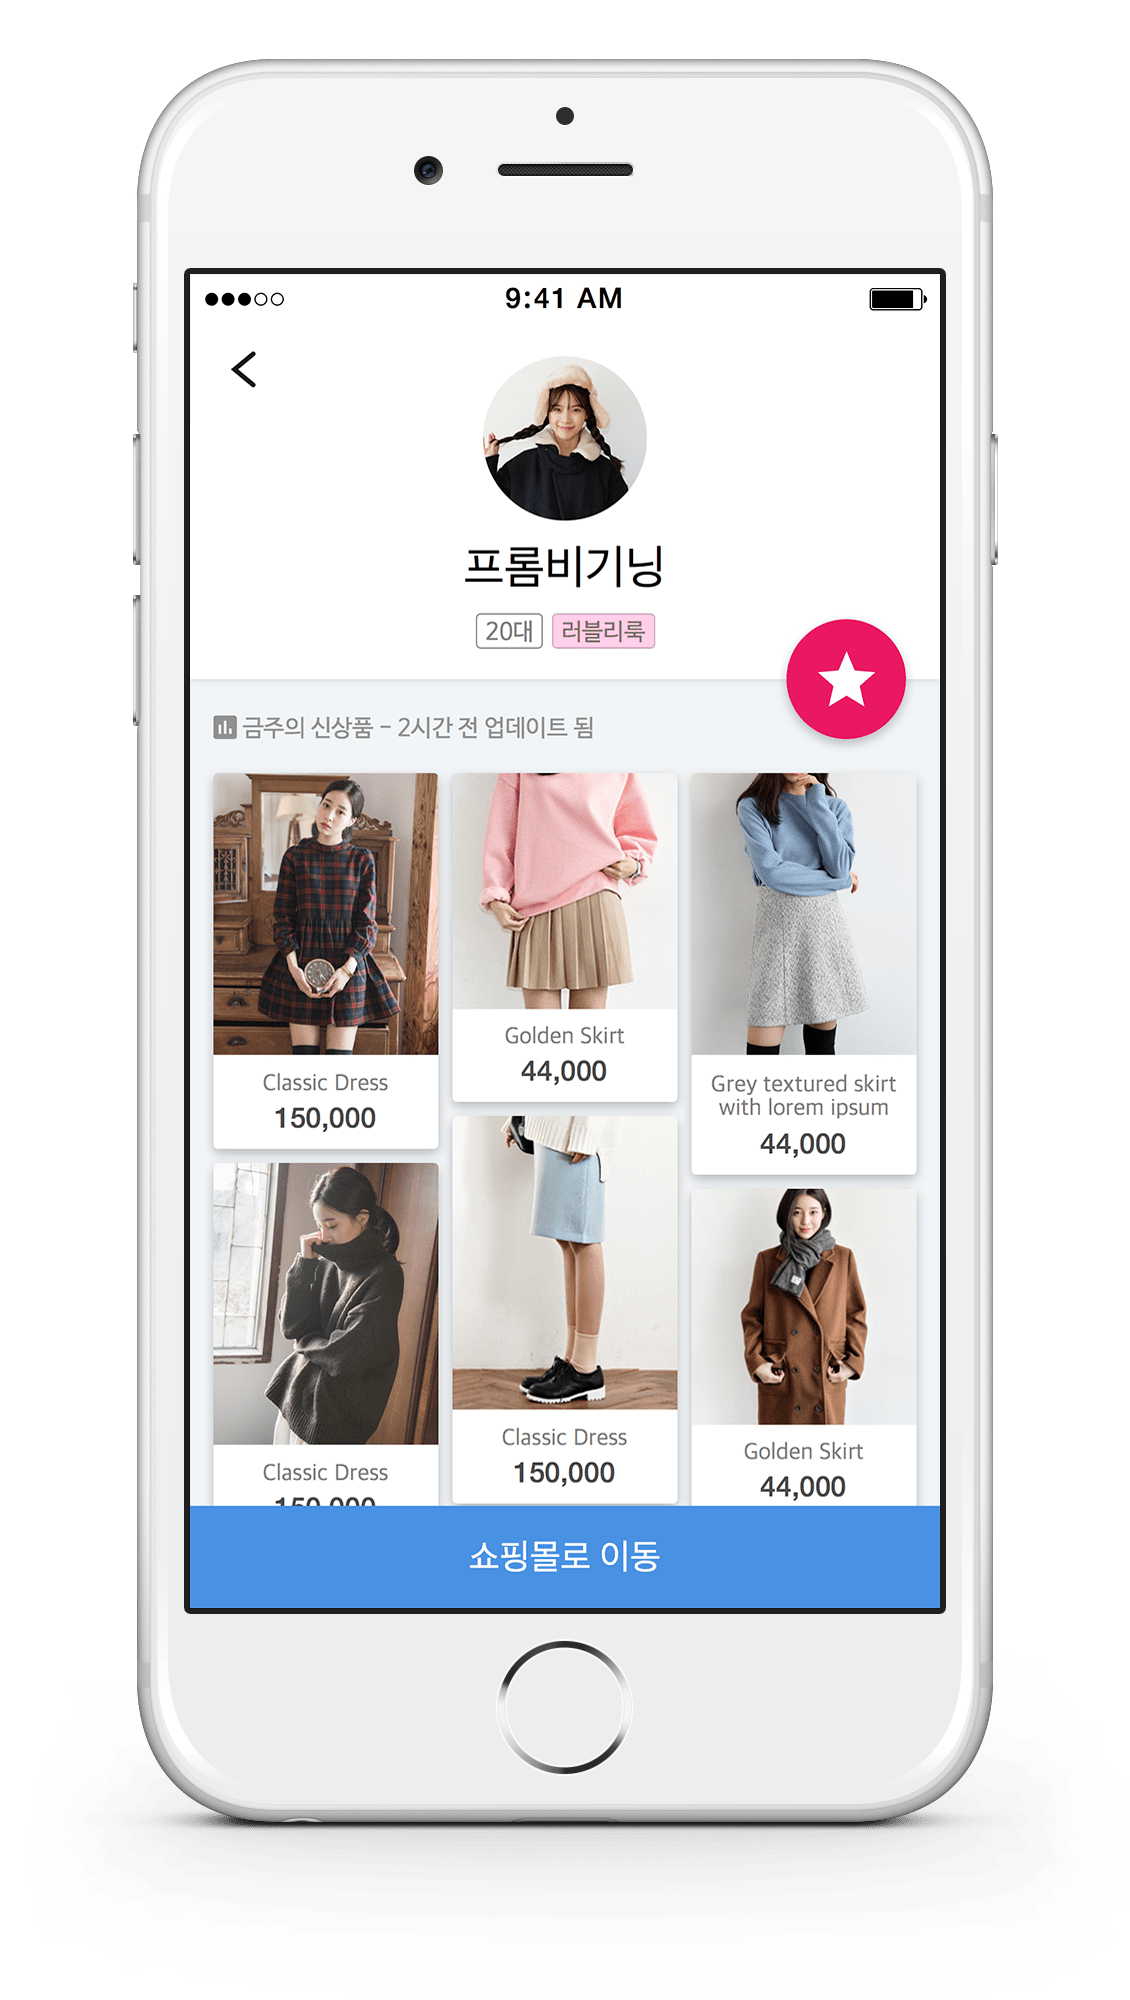 9:41 AM
프롬비기닝
20대 러블리룩
금주의 신상품 – 2시간 전 업데이트 됨
Classic Dress
150,000
Golden Skirt
44,000
Grey textured skirt
with lorem ipsum
44,000
Classic Dress
150,000
Classic Dress
150,000
Golden Skirt
44,000
쇼핑몰로 이동